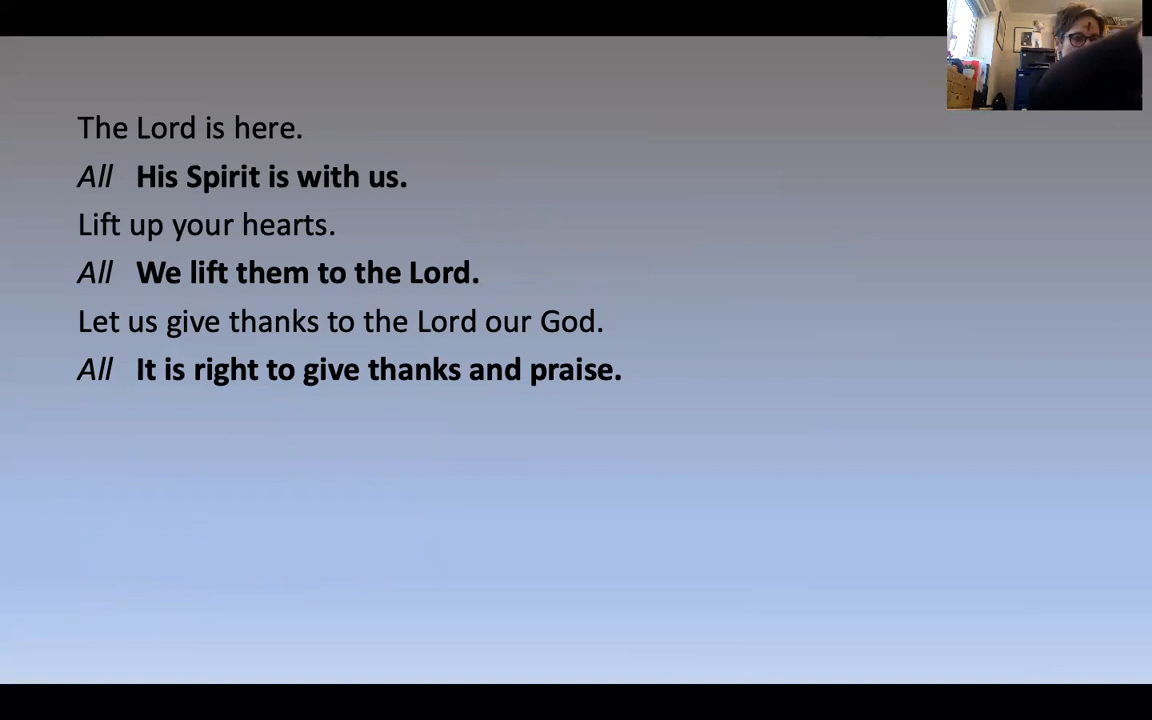 The Lord is here.
All His Spirit is with us.
Lift up your hearts.
All We lift them to the Lord.
Let us give thanks to the Lord our God.
All It is right to give thanks and praise.